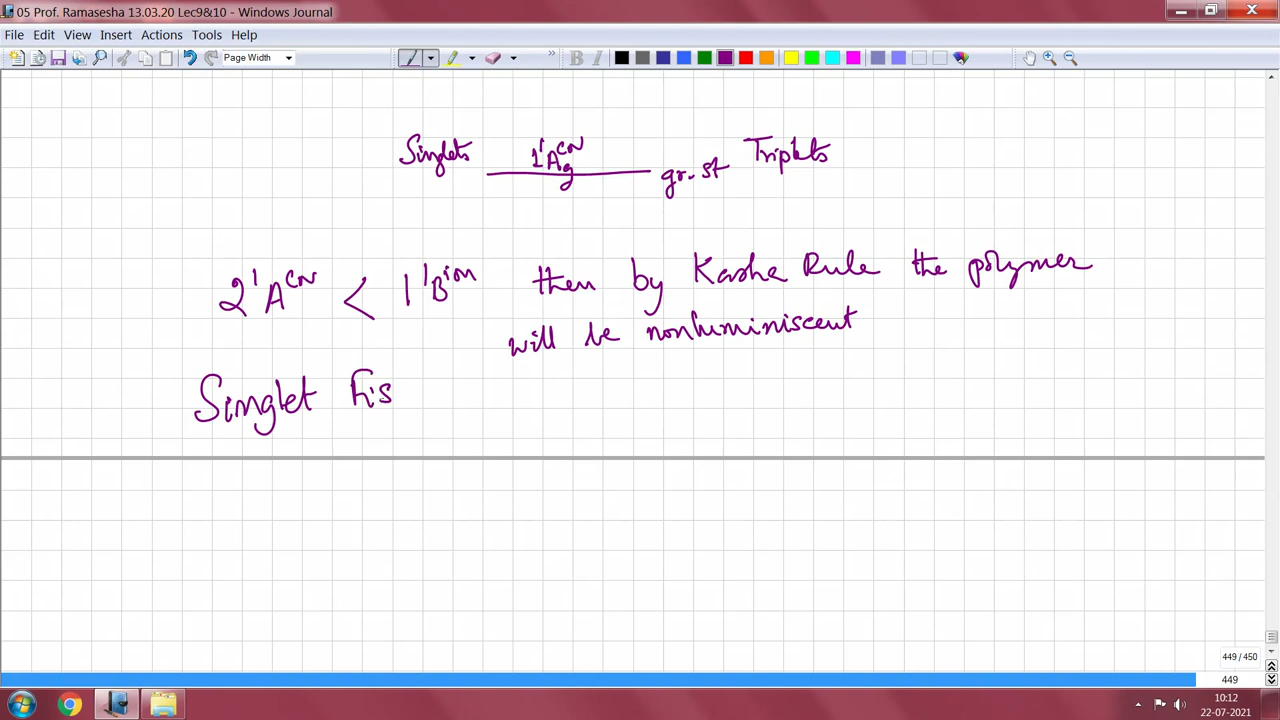 05 Prof. Ramasesha 13.03.20 Lec9&10 - Windows Journal
File Edit View Insert Actions Tools Help
Page Width
Singlets 1¹A_g^cov gr. st Triplets
2¹A^cov < 1¹B^ion then by Kasha Rule the polymer
will be nonluminiscent
Singlet Fis
449 / 450
449
10:12
22-07-2021